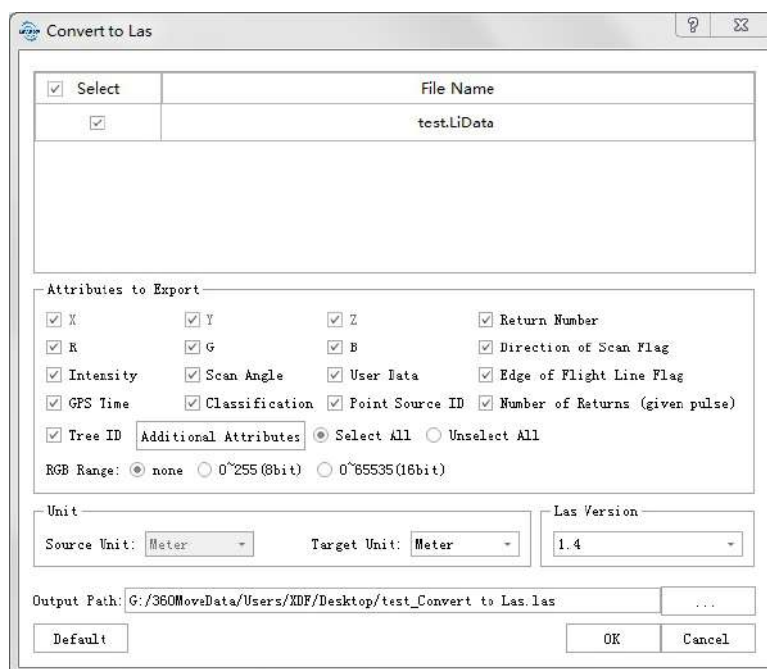 Convert to Las
Select File Name
test.LiData
Attributes to Export
X Y Z Return Number
R G B Direction of Scan Flag
Intensity Scan Angle User Data Edge of Flight Line Flag
GPS Time Classification Point Source ID Number of Returns (given pulse)
Tree ID Additional Attributes Select All Unselect All
RGB Range: none 0~255(8bit) 0~65535(16bit)
Unit Las Version
Source Unit: Meter Target Unit: Meter 1.4
Output Path: G:/360MoveData/Users/XDF/Desktop/test_Convert to Las.las ...
Default OK Cancel